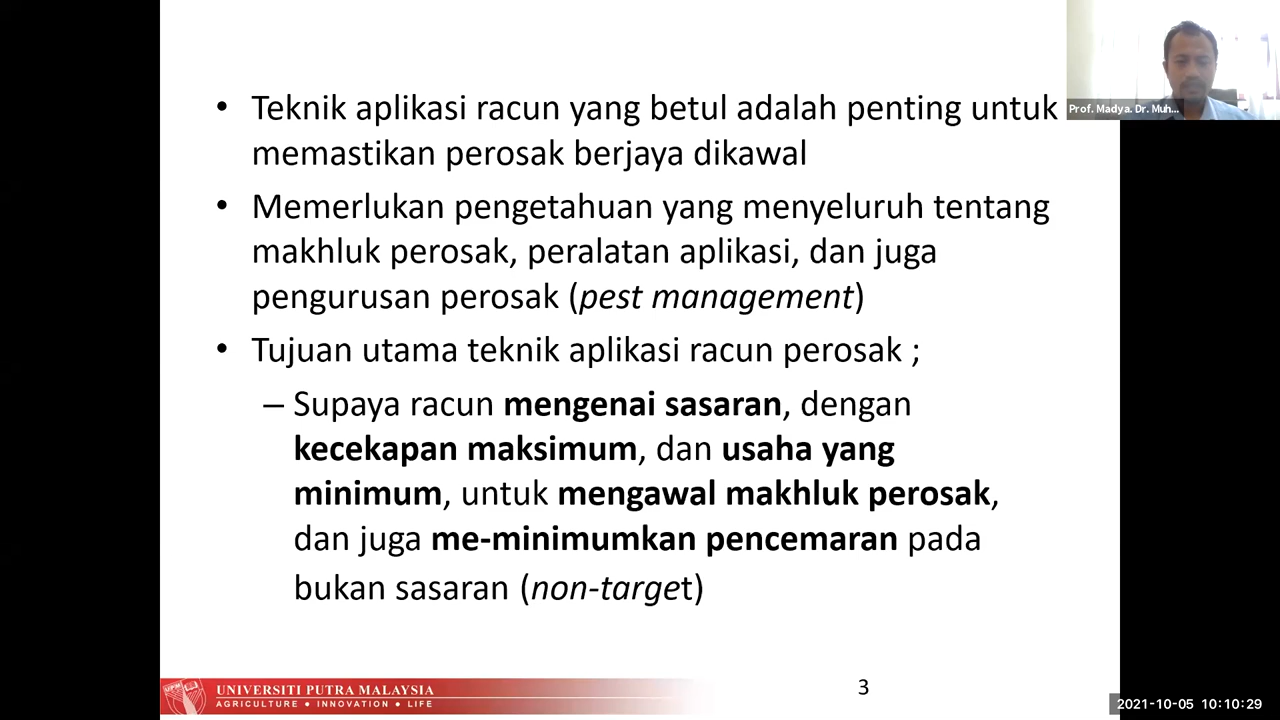 • Teknik aplikasi racun yang betul adalah penting untuk
memastikan perosak berjaya dikawal
• Memerlukan pengetahuan yang menyeluruh tentang
makhluk perosak, peralatan aplikasi, dan juga
pengurusan perosak (pest management)
• Tujuan utama teknik aplikasi racun perosak ;
– Supaya racun mengenai sasaran, dengan
kecekapan maksimum, dan usaha yang
minimum, untuk mengawal makhluk perosak,
dan juga me-minimumkan pencemaran pada
bukan sasaran (non-target)
Prof. Madya. Dr. Muh...
UPM
UNIVERSITI PUTRA MALAYSIA
AGRICULTURE • INNOVATION • LIFE
3
2021-10-05 10:10:29